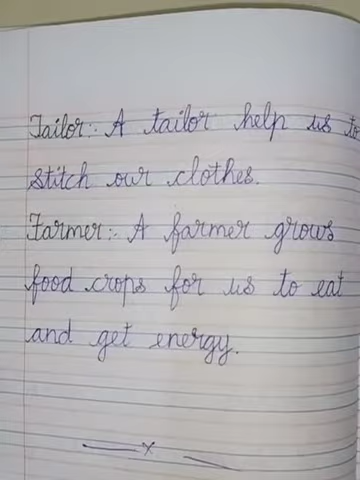 Tailor:- A tailor help us to
stitch our clothes.
Farmer:- A farmer grows
food crops for us to eat
and get energy.